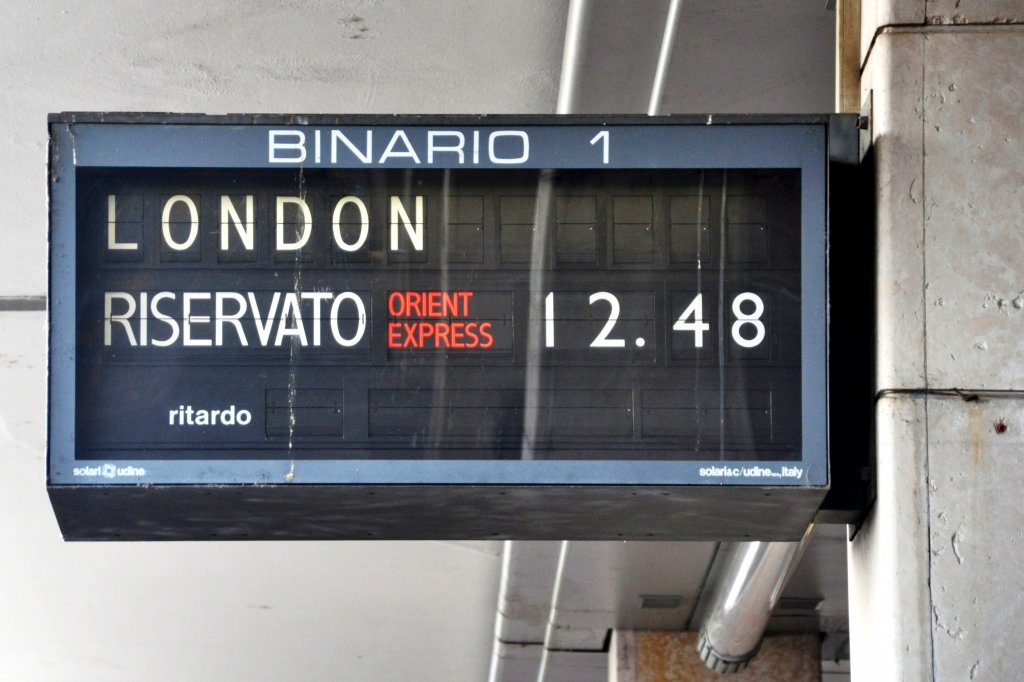 BINARIO 1
LONDON
RISERVATO ORIENT EXPRESS 12.48
ritardo
solari udine
solari&c/udine
Italy